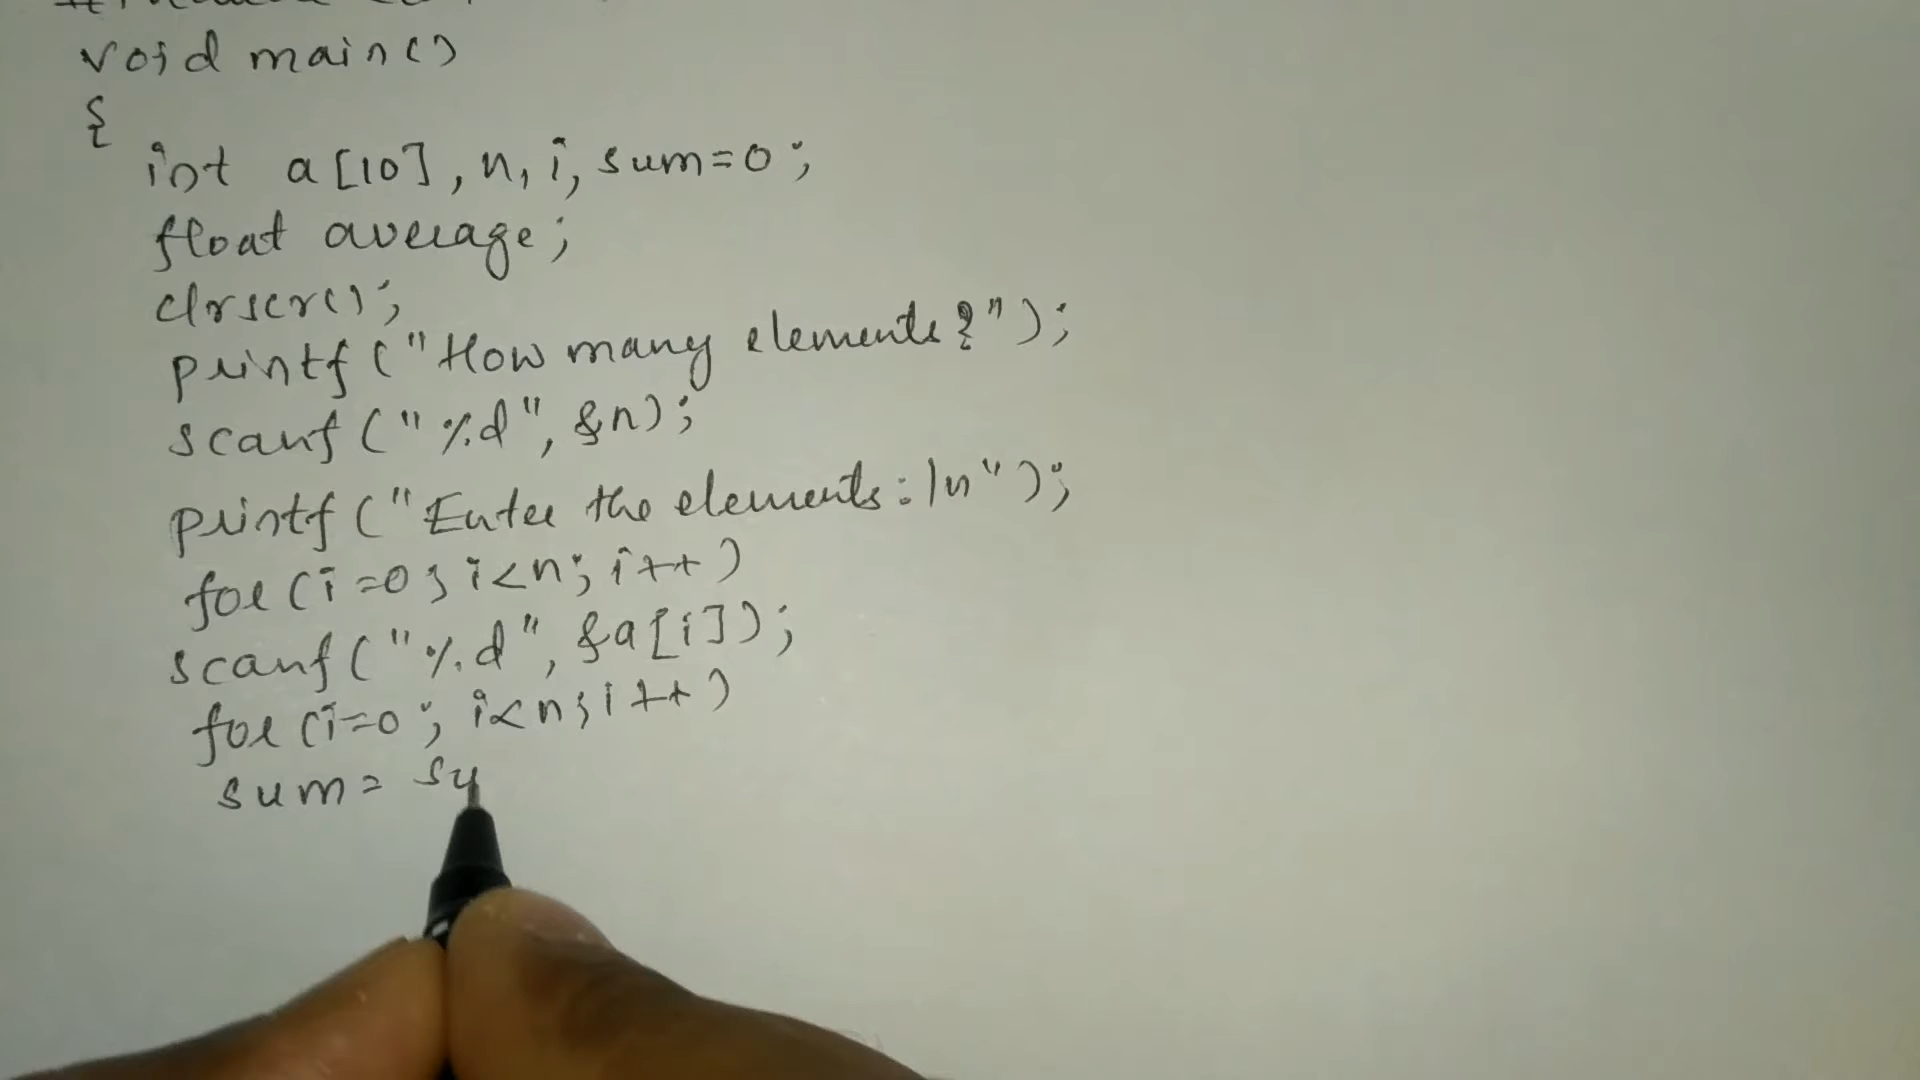 void main()
{
int a[10], n, i, sum=0;
float average;
clrscr();
printf("How many elements?");
scanf("%d", &n);
printf("Enter the elements:\n");
for(i=0; i<n; i++)
scanf("%d", &a[i]);
for(i=0; i<n; i++)
sum= su